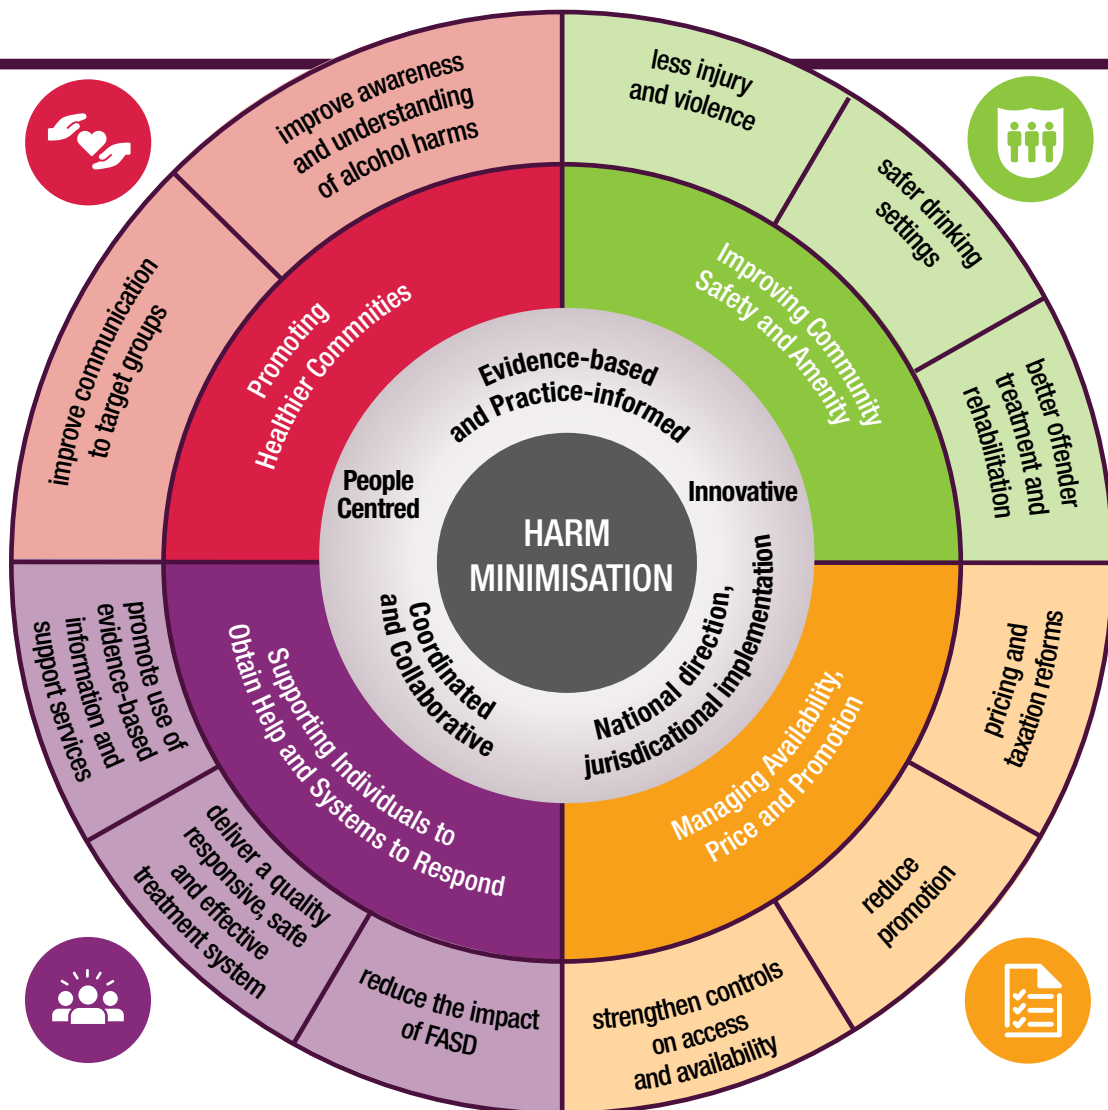 improve awareness
and understanding
of alcohol harms
less injury
and violence
safer drinking
settings
better offender
treatment and
rehabilitation
pricing and
taxation reforms
reduce
promotion
strengthen controls
on access
and availability
reduce the impact
of FASD
deliver a quality
responsive, safe
and effective
treatment system
promote use of
evidence-based
information and
support services
improve communication
to target groups
Promoting
Healthier Commnities
Improving Community
Safety and Amenity
Managing Availability,
Price and Promotion
Supporting Individuals to
Obtain Help and Systems to Respond
Evidence-based
and Practice-informed
Innovative
National direction,
jurisdicational implementation
Coordinated
and Collaborative
People
Centred
HARM
MINIMISATION